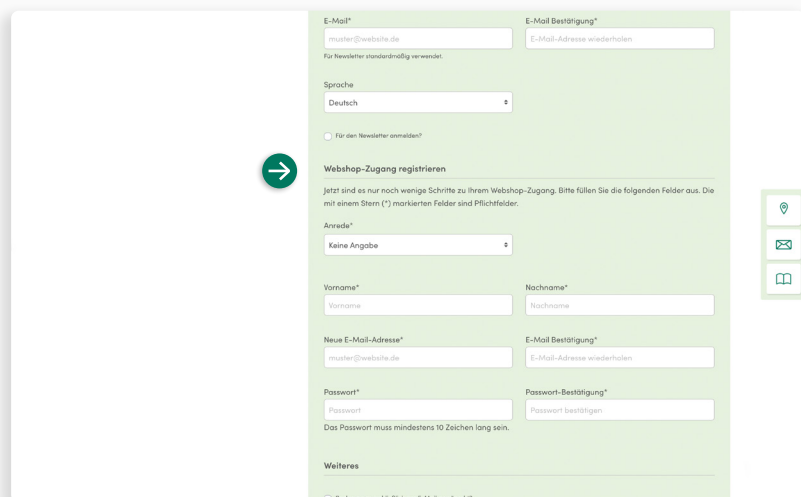 E-Mail* E-Mail Bestätigung*
muster@website.de E-Mail-Adresse wiederholen
Für Newsletter standardmäßig verwendet.
Sprache
Deutsch
Für den Newsletter anmelden?
Webshop-Zugang registrieren
Jetzt sind es nur noch wenige Schritte zu Ihrem Webshop-Zugang. Bitte füllen Sie die folgenden Felder aus. Die
mit einem Stern (*) markierten Felder sind Pflichtfelder.
Anrede*
Keine Angabe
Vorname* Nachname*
Vorname Nachname
Neue E-Mail-Adresse* E-Mail Bestätigung*
muster@website.de E-Mail-Adresse wiederholen
Passwort* Passwort-Bestätigung*
Passwort Passwort bestätigen
Das Passwort muss mindestens 10 Zeichen lang sein.
Weiteres